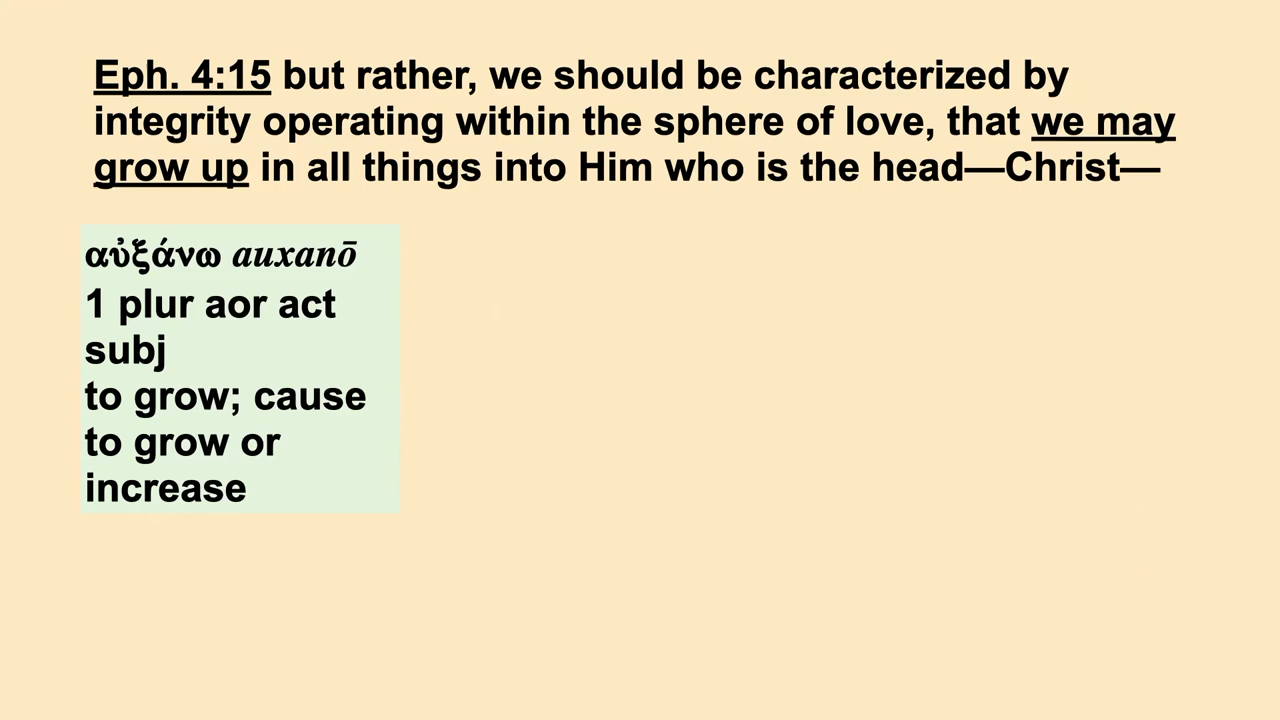 Eph. 4:15 but rather, we should be characterized by
integrity operating within the sphere of love, that we may
grow up in all things into Him who is the head—Christ—
αὐξάνω auxanō
1 plur aor act
subj
to grow; cause
to grow or
increase